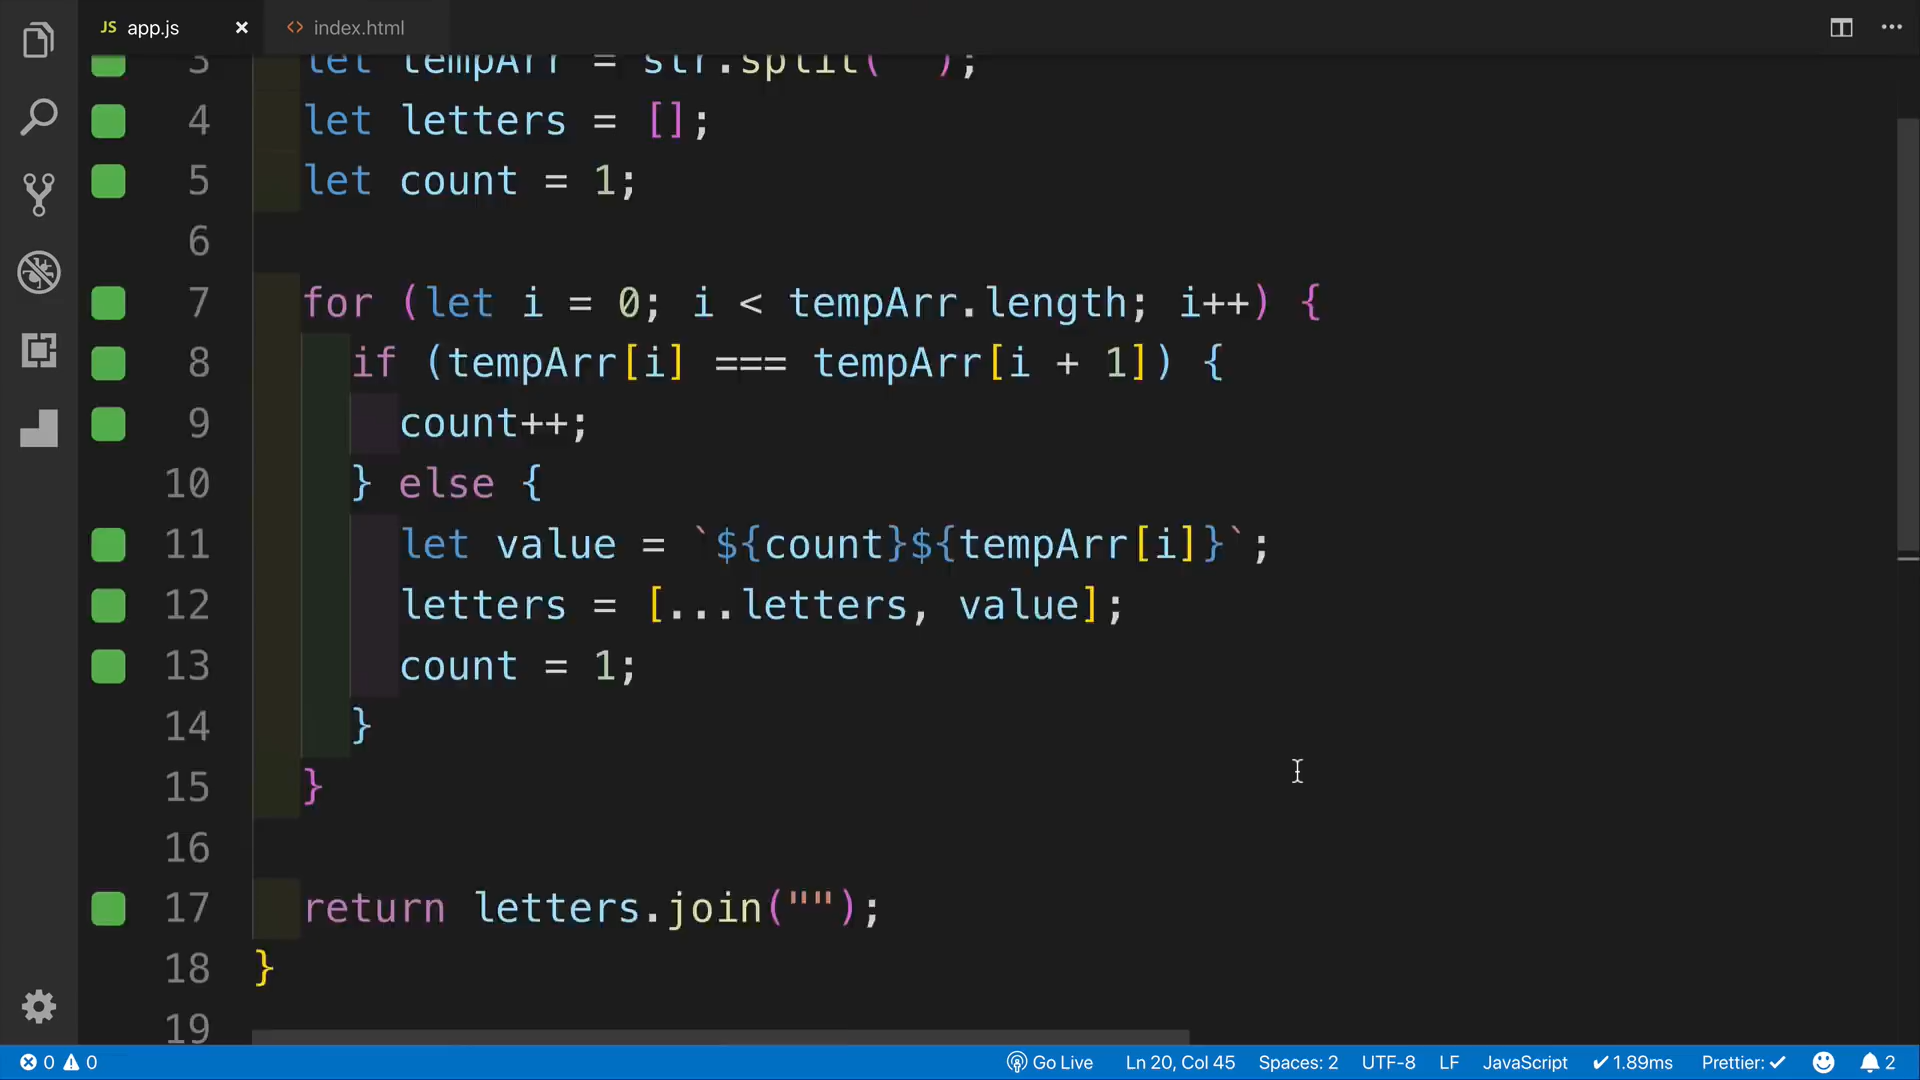 JS app.js × <> index.html
3 let tempArr = str.split( );
4 let letters = [];
5 let count = 1;
6
7 for (let i = 0; i < tempArr.length; i++) {
8 if (tempArr[i] === tempArr[i + 1]) {
9 count++;
10 } else {
11 let value = `${count}${tempArr[i]}`;
12 letters = [...letters, value];
13 count = 1;
14 }
15 }
16
17 return letters.join("");
18 }
19
0 0 Go Live Ln 20, Col 45 Spaces: 2 UTF-8 LF JavaScript ✔ 1.89ms Prettier: ✔ 2